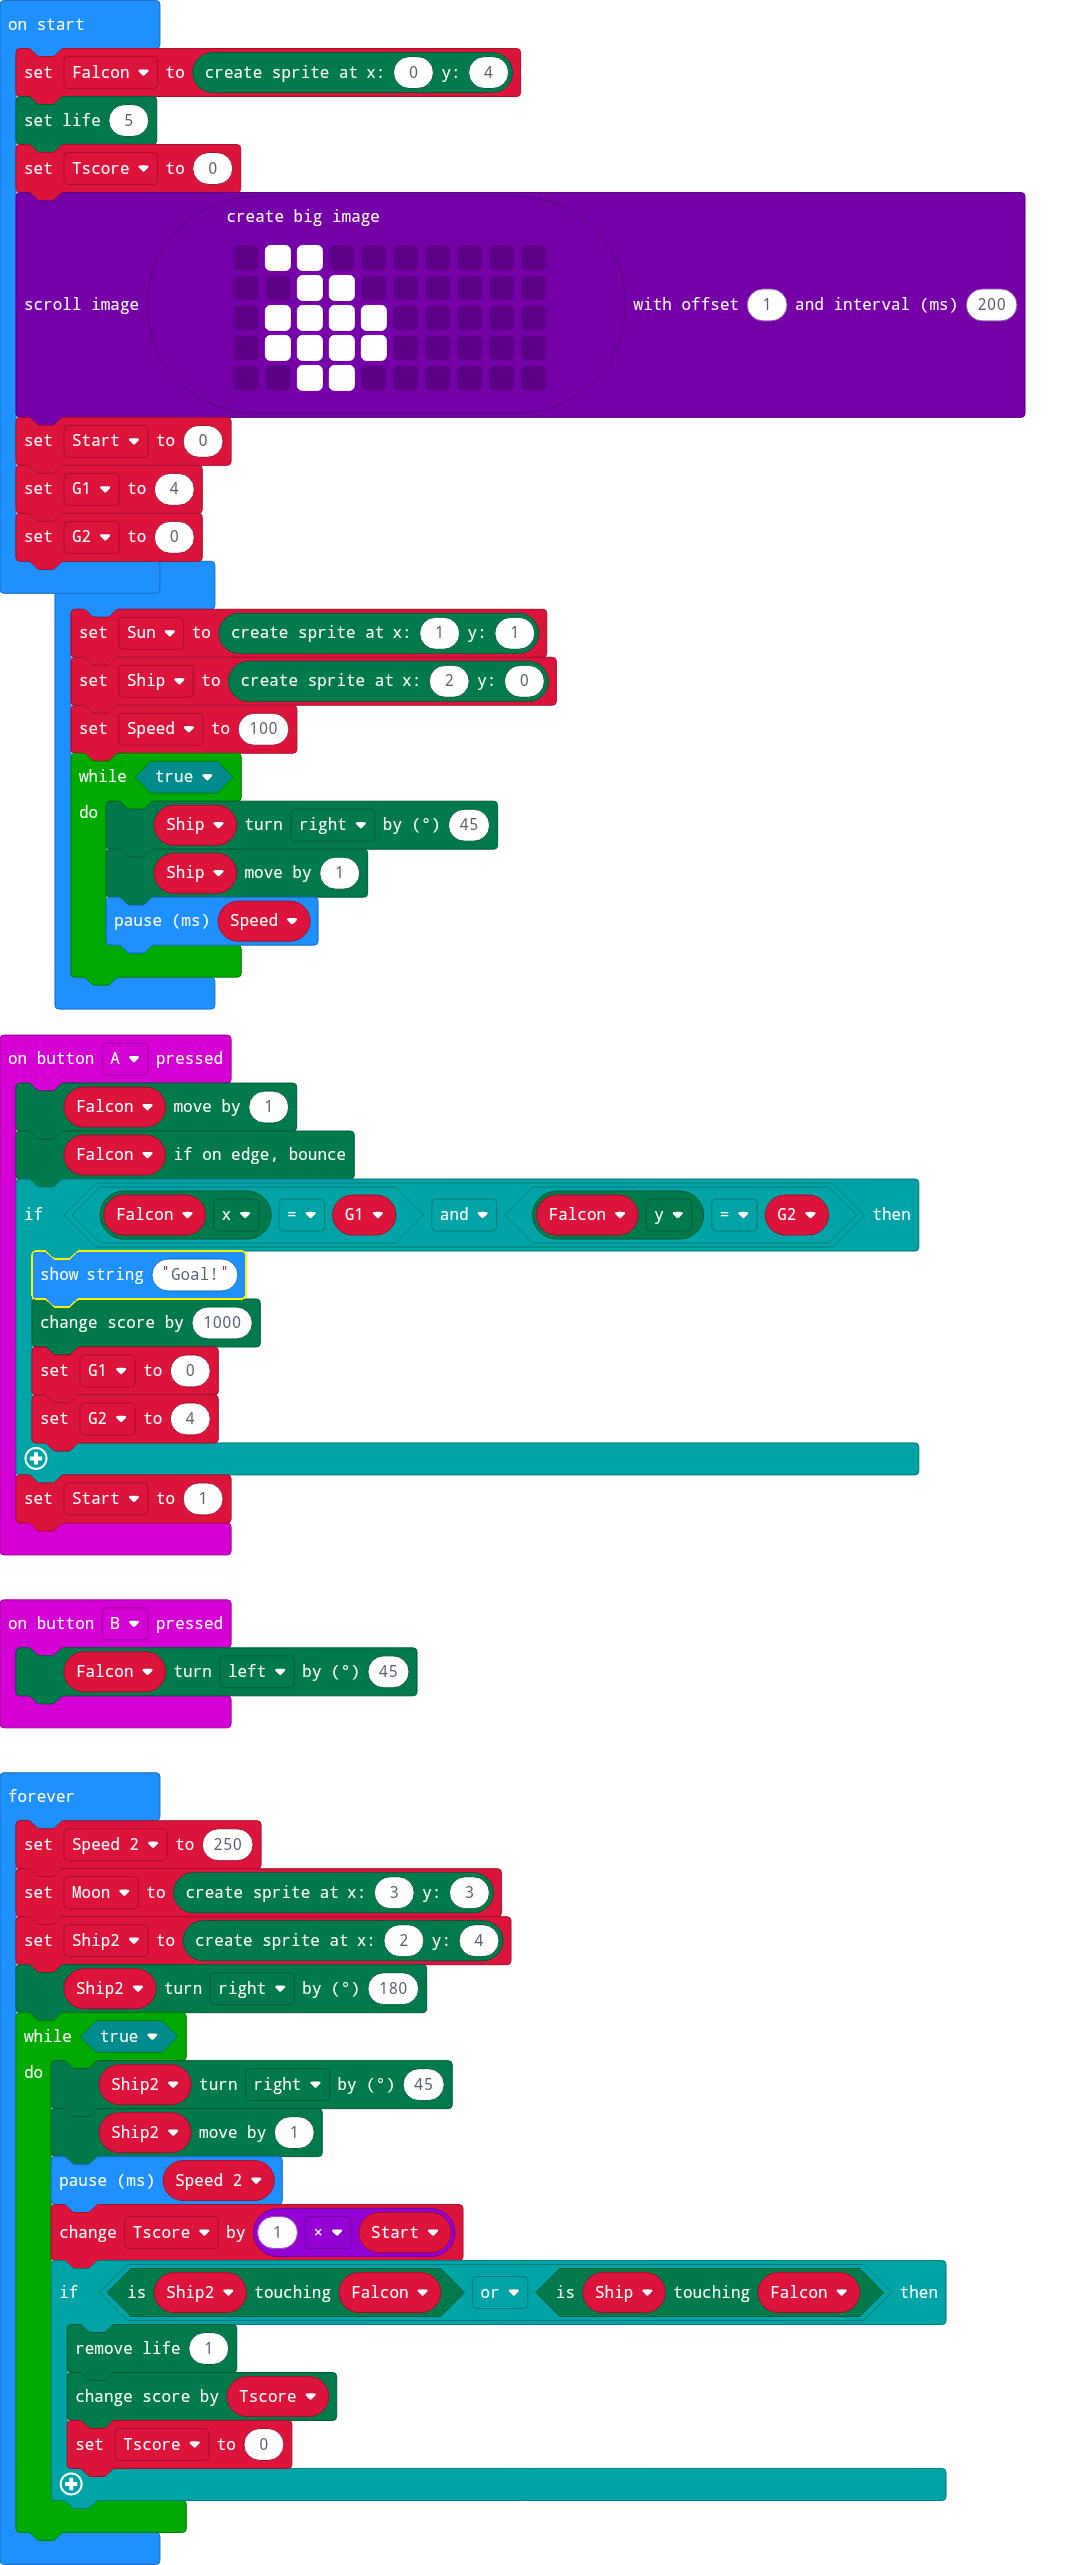 on start
set Falcon to create sprite at x: 0 y: 4
set life 5
set Tscore to 0
create big image
scroll image with offset 1 and interval (ms) 200
set Start to 0
set G1 to 4
set G2 to 0
set Sun to create sprite at x: 1 y: 1
set Ship to create sprite at x: 2 y: 0
set Speed to 100
while true
do
Ship turn right by (°) 45
Ship move by 1
pause (ms) Speed
on button A pressed
Falcon move by 1
Falcon if on edge, bounce
if Falcon x = G1 and Falcon y = G2 then
show string "Goal!"
change score by 1000
set G1 to 0
set G2 to 4
set Start to 1
on button B pressed
Falcon turn left by (°) 45
forever
set Speed 2 to 250
set Moon to create sprite at x: 3 y: 3
set Ship2 to create sprite at x: 2 y: 4
Ship2 turn right by (°) 180
while true
do
Ship2 turn right by (°) 45
Ship2 move by 1
pause (ms) Speed 2
change Tscore by 1 × Start
if is Ship2 touching Falcon or is Ship touching Falcon then
remove life 1
change score by Tscore
set Tscore to 0